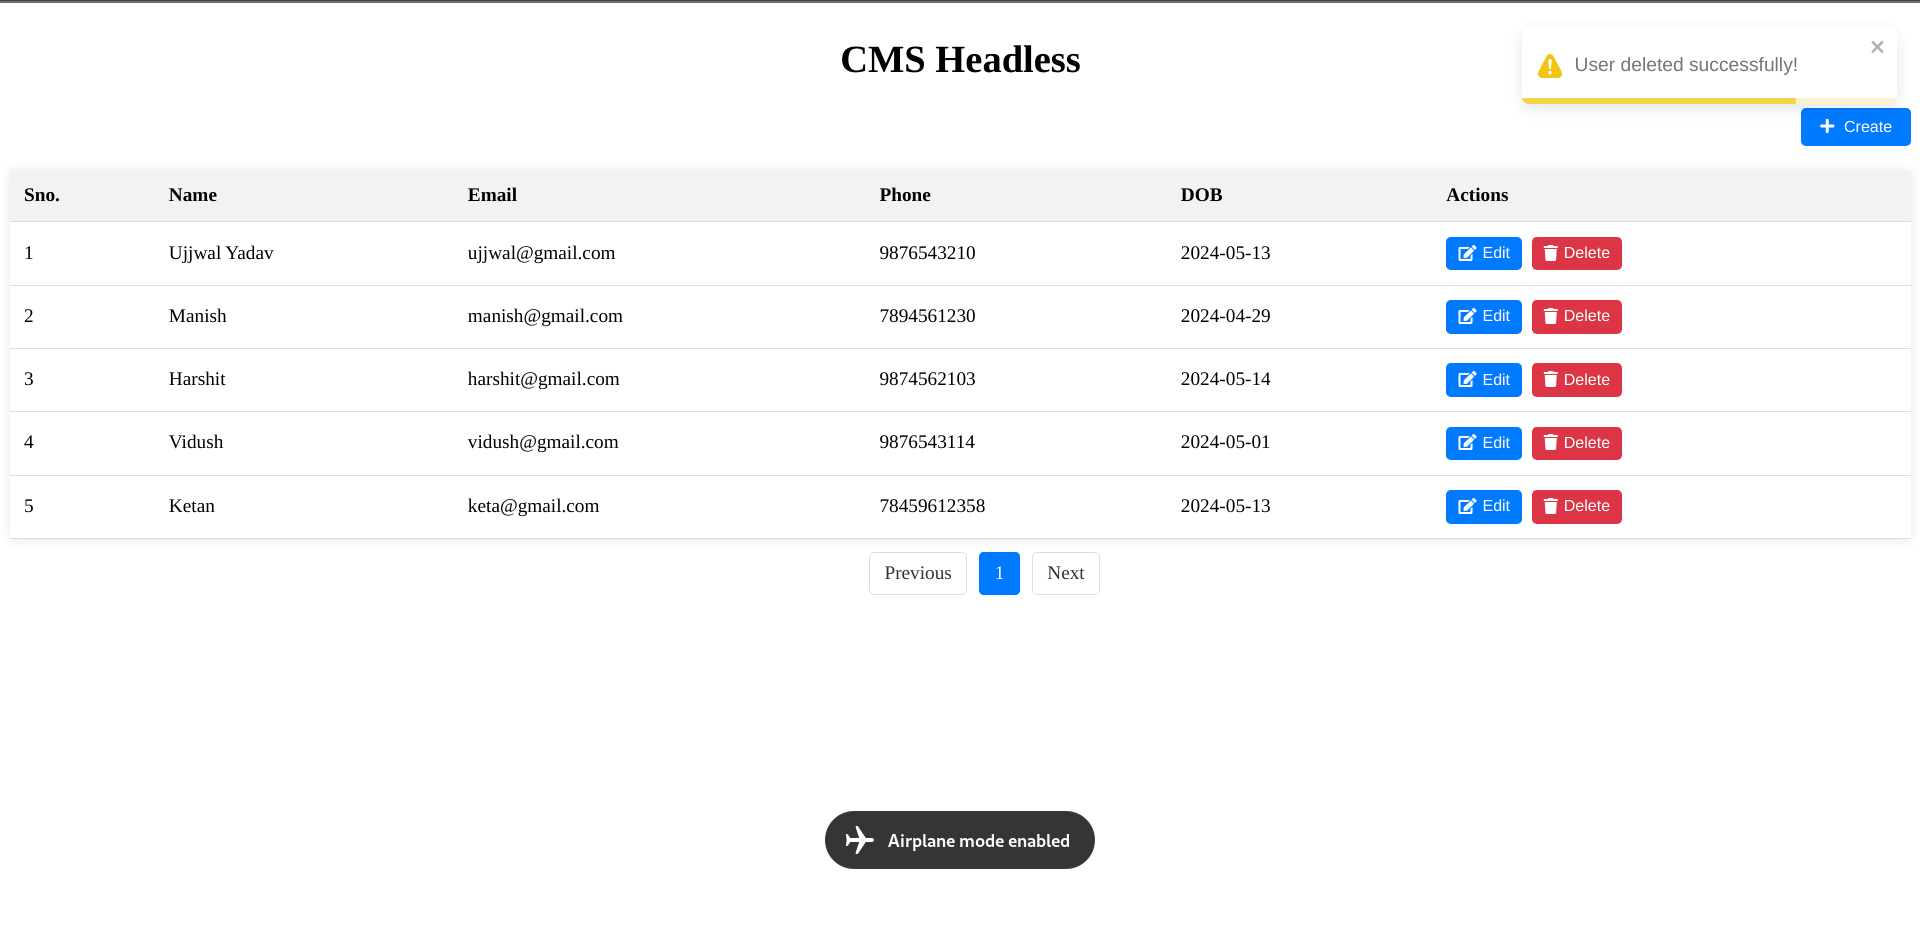 CMS Headless
User deleted successfully!
Create
Sno. Name Email Phone DOB Actions
1 Ujjwal Yadav ujjwal@gmail.com 9876543210 2024-05-13 Edit Delete
2 Manish manish@gmail.com 7894561230 2024-04-29 Edit Delete
3 Harshit harshit@gmail.com 9874562103 2024-05-14 Edit Delete
4 Vidush vidush@gmail.com 9876543114 2024-05-01 Edit Delete
5 Ketan keta@gmail.com 78459612358 2024-05-13 Edit Delete
Previous 1 Next
Airplane mode enabled